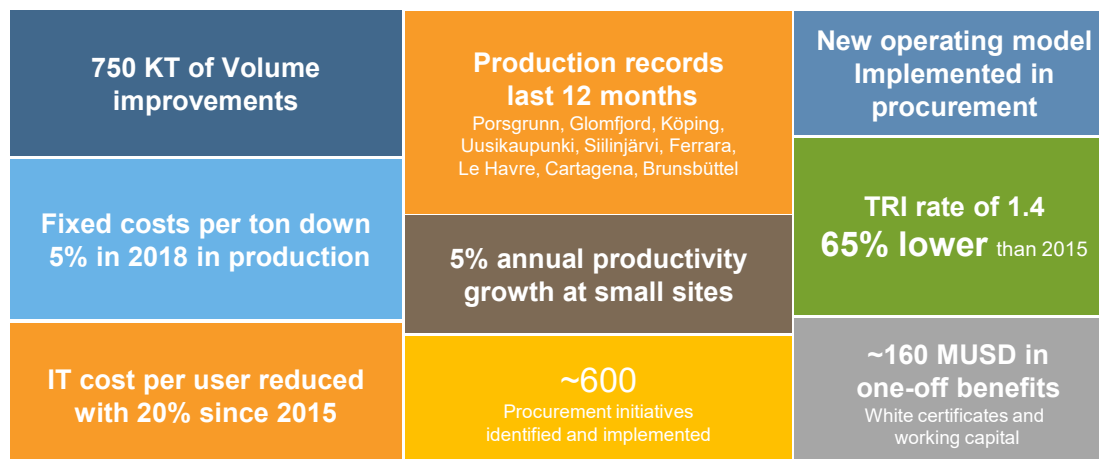 750 KT of Volume
improvements
Fixed costs per ton down
5% in 2018 in production
IT cost per user reduced
with 20% since 2015
Production records
last 12 months
Porsgrunn, Glomfjord, Köping,
Uusikaupunki, Siilinjärvi, Ferrara,
Le Havre, Cartagena, Brunsbüttel
5% annual productivity
growth at small sites
~600
Procurement initiatives
identified and implemented
New operating model
Implemented in
procurement
TRI rate of 1.4
65% lower than 2015
~160 MUSD in
one-off benefits
White certificates and
working capital